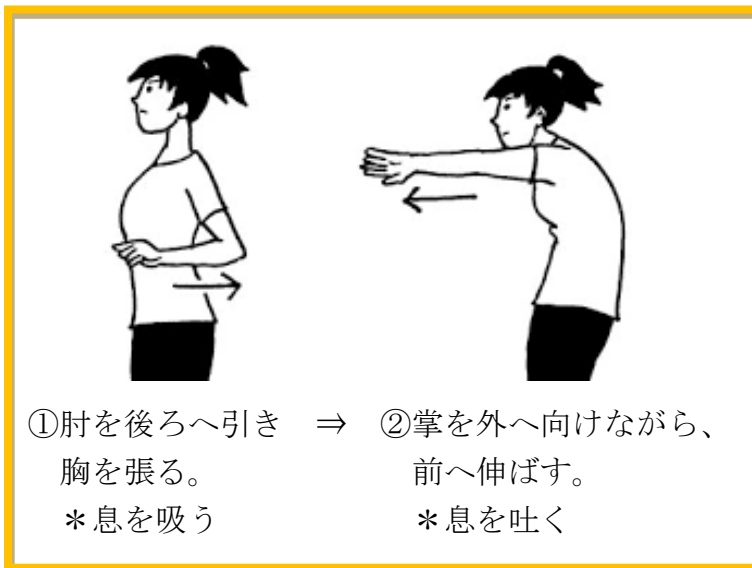 ①肘を後ろへ引き ⇒ ②掌を外へ向けながら、
胸を張る。 前へ伸ばす。
＊息を吸う ＊息を吐く